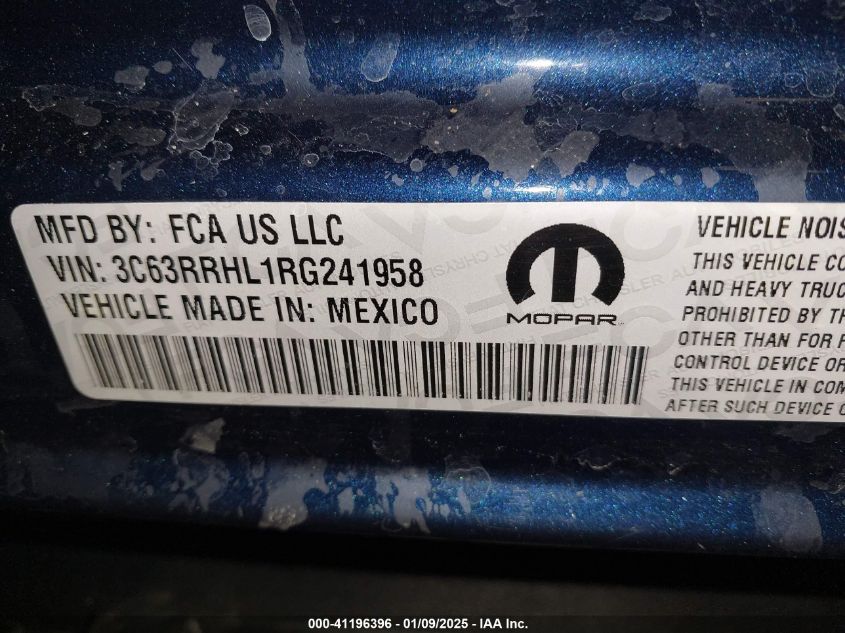 MFD BY: FCA US LLC
VIN: 3C63RRHL1RG241958
VEHICLE MADE IN: MEXICO
MOPAR
VEHICLE NOIS
THIS VEHICLE CO
AND HEAVY TRUC
PROHIBITED BY TH
OTHER THAN FOR R
CONTROL DEVICE OR
THIS VEHICLE IN COM
AFTER SUCH DEVICE O
000-41196396 - 01/09/2025 - IAA Inc.